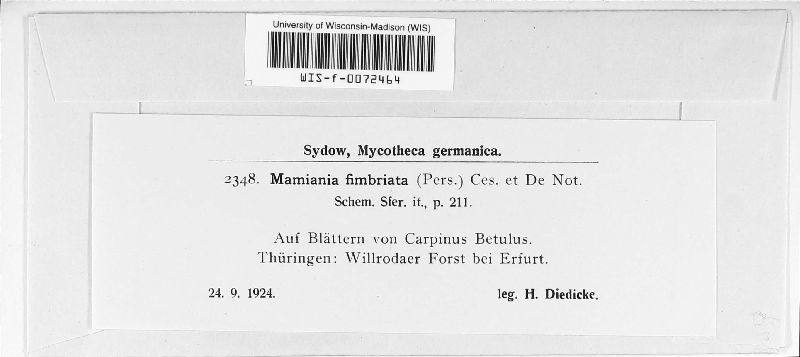 University of Wisconsin-Madison (WIS)
WIS-f-0072464
Sydow, Mycotheca germanica.
2348. Mamiania fimbriata (Pers.) Ces. et De Not.
Schem. Sfer. it., p. 211.
Auf Blättern von Carpinus Betulus.
Thüringen: Willrodaer Forst bei Erfurt.
24. 9. 1924. leg. H. Diedicke.